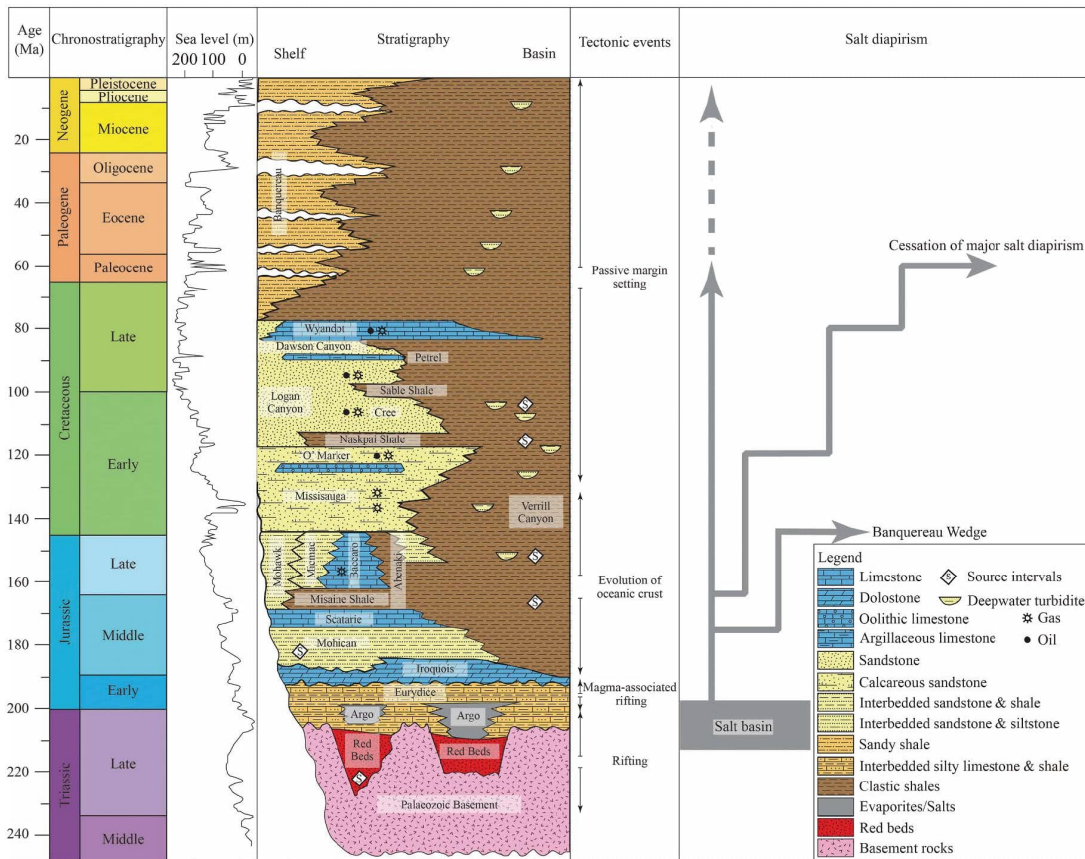 Age
(Ma)
Chronostratigraphy
Sea level (m)
200 100 0
Stratigraphy
Shelf
Basin
Tectonic events
Salt diapirism
20
40
60
80
100
120
140
160
180
200
220
240
Neogene
Paleogene
Cretaceous
Jurassic
Triassic
Pleistocene
Pliocene
Miocene
Oligocene
Eocene
Paleocene
Late
Early
Late
Middle
Early
Late
Middle
Banquereau
Wyandot
Dawson Canyon
Petrel
Sable Shale
Logan
Canyon
Cree
Naskpai Shale
O' Marker
Missisauga
Verrill
Canyon
Mohawk
Micmac
Baccaro
Abenaki
Misaine Shale
Scatarie
Mohican
Iroquois
Eurydice
Argo
Argo
Red
Beds
Red Beds
Palaeozoic Basement
S
S
S
S
S
S
Passive margin
setting
Evolution of
oceanic crust
Magma-associated
rifting
Rifting
Cessation of major salt diapirism
Banquereau Wedge
Salt basin
Legend
Limestone
Dolostone
Oolithic limestone
Argillaceous limestone
Sandstone
Calcareous sandstone
Interbedded sandstone & shale
Interbedded sandstone & siltstone
Sandy shale
Interbedded silty limestone & shale
Clastic shales
Evaporites/Salts
Red beds
Basement rocks
S Source intervals
Deepwater turbidite
Gas
Oil